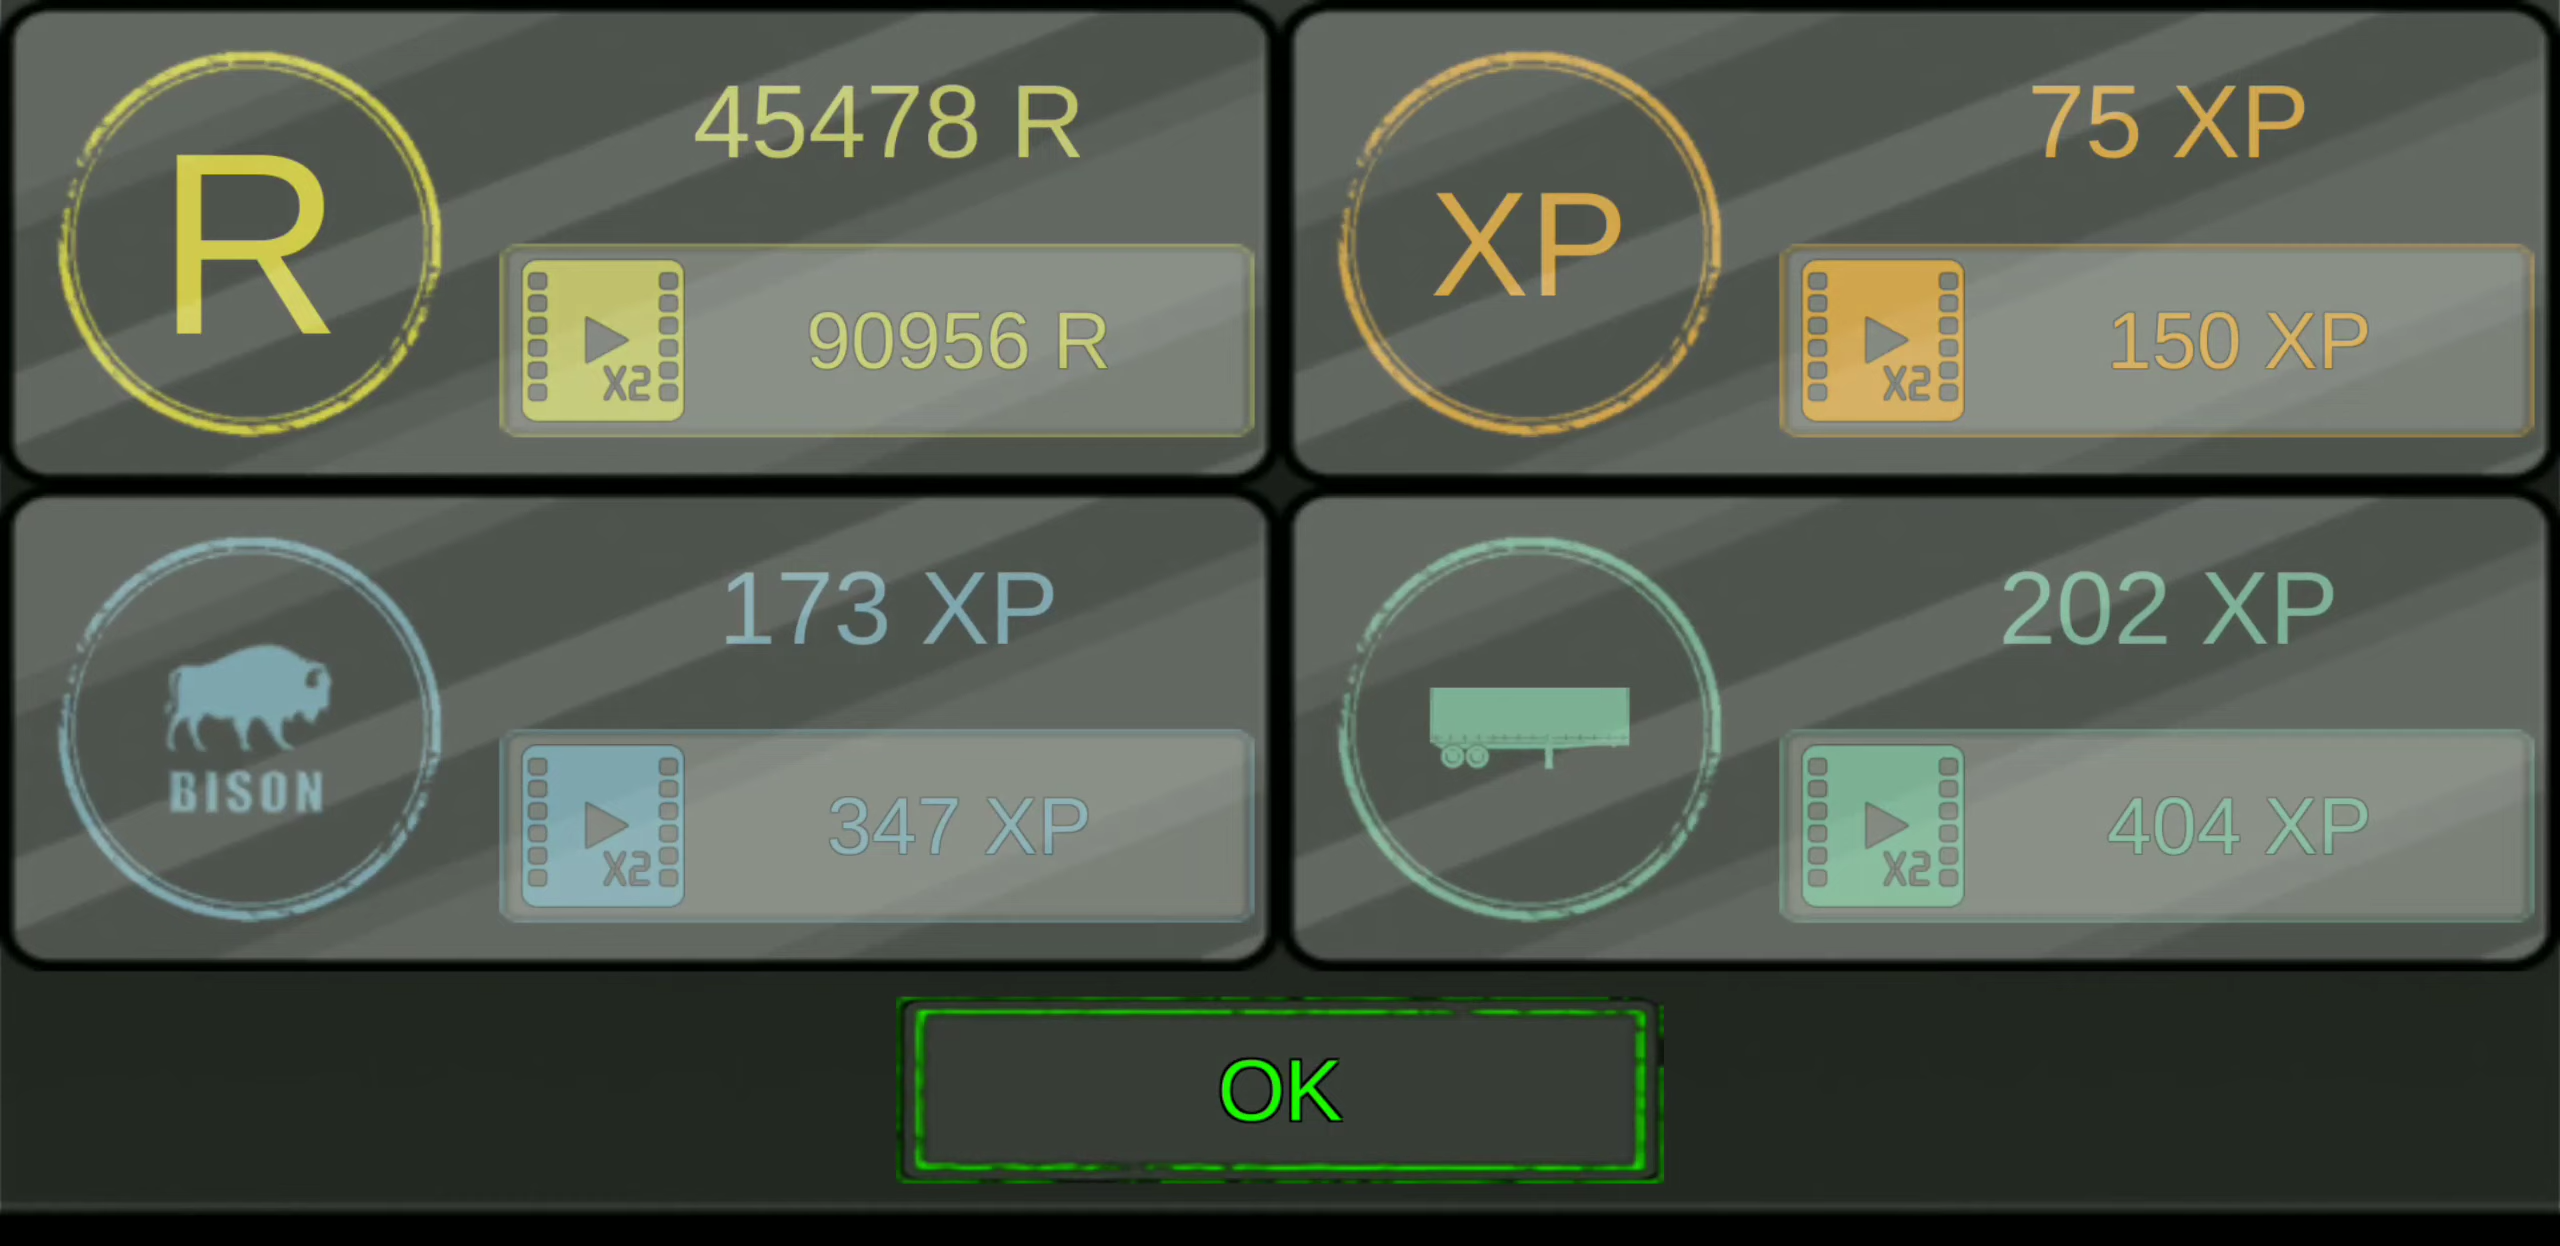 R
45478 R
X2
90956 R
XP
75 XP
X2
150 XP
BISON
173 XP
X2
347 XP
202 XP
X2
404 XP
OK